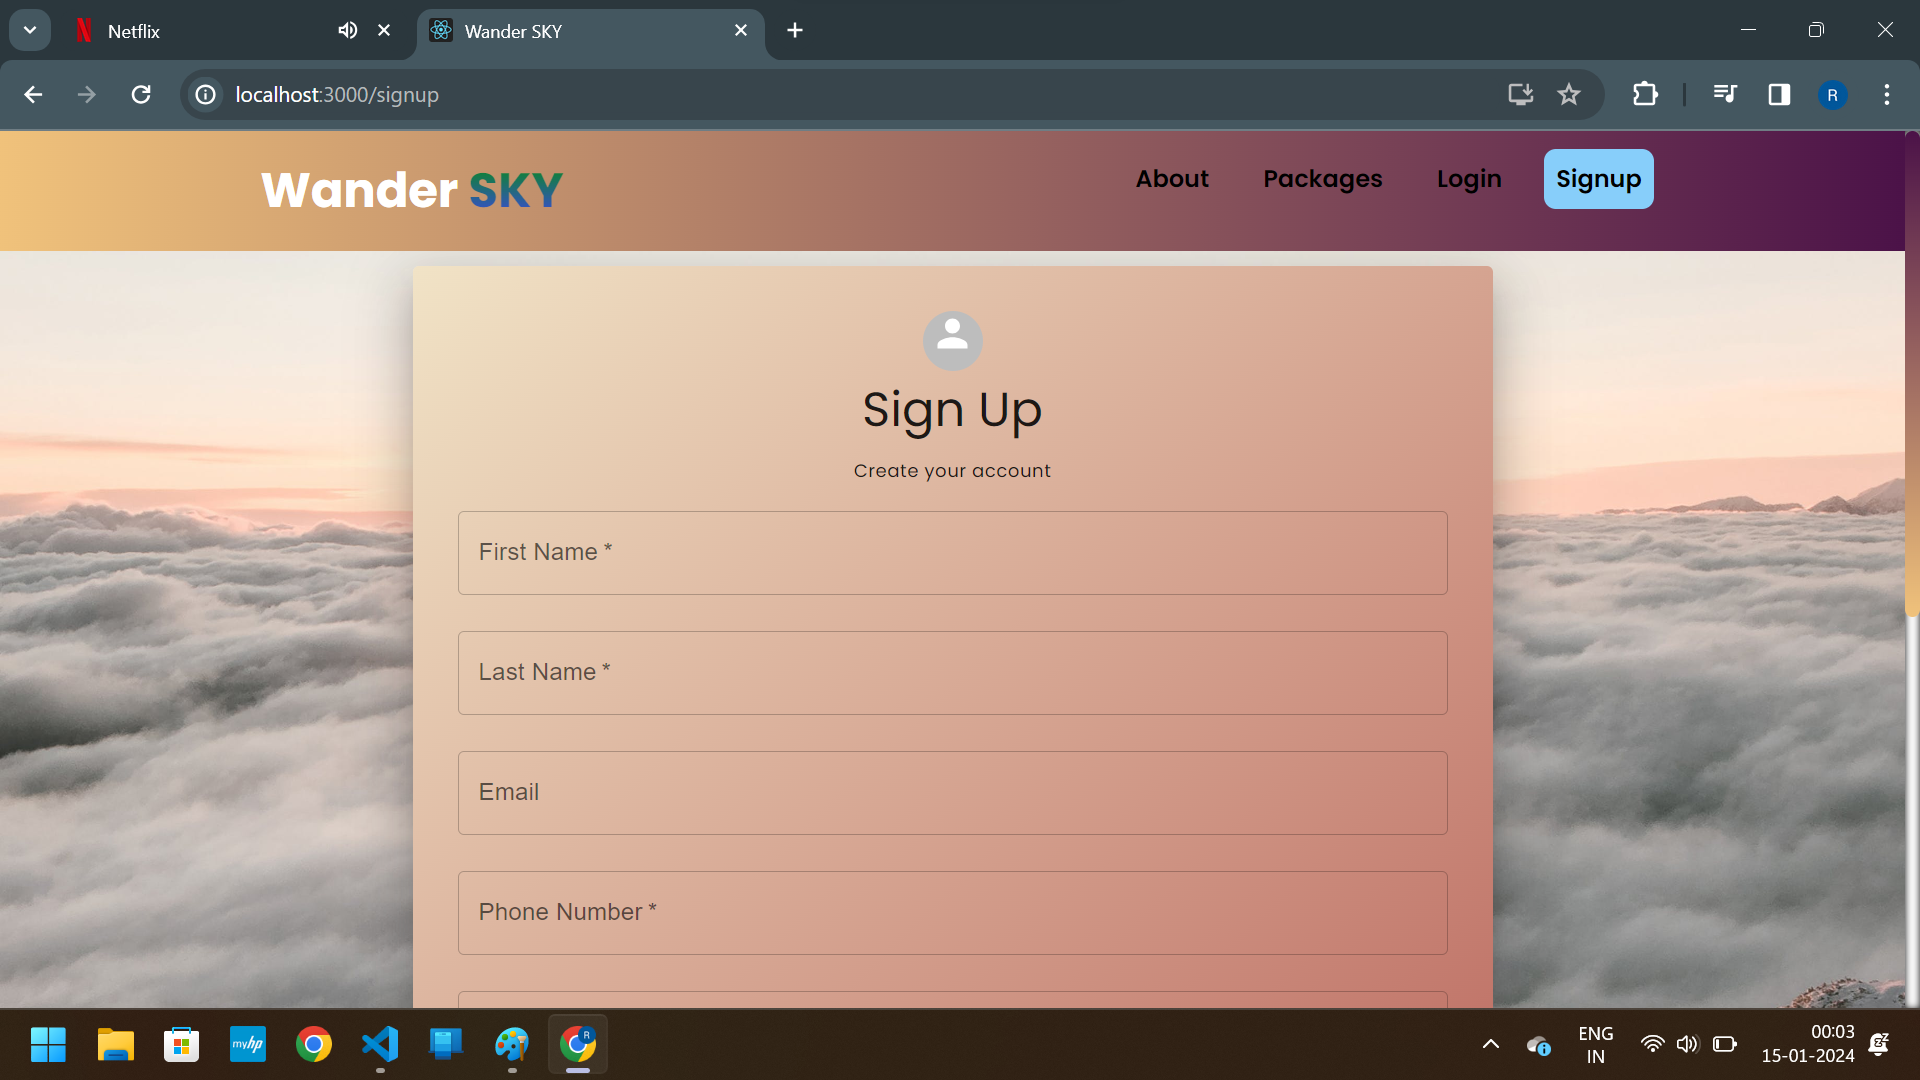 Netflix
Wander SKY
localhost:3000/signup
R
Wander SKY
About
Packages
Login
Signup
Sign Up
Create your account
First Name *
Last Name *
Email
Phone Number *
myhp
R
ENG
IN
00:03
15-01-2024